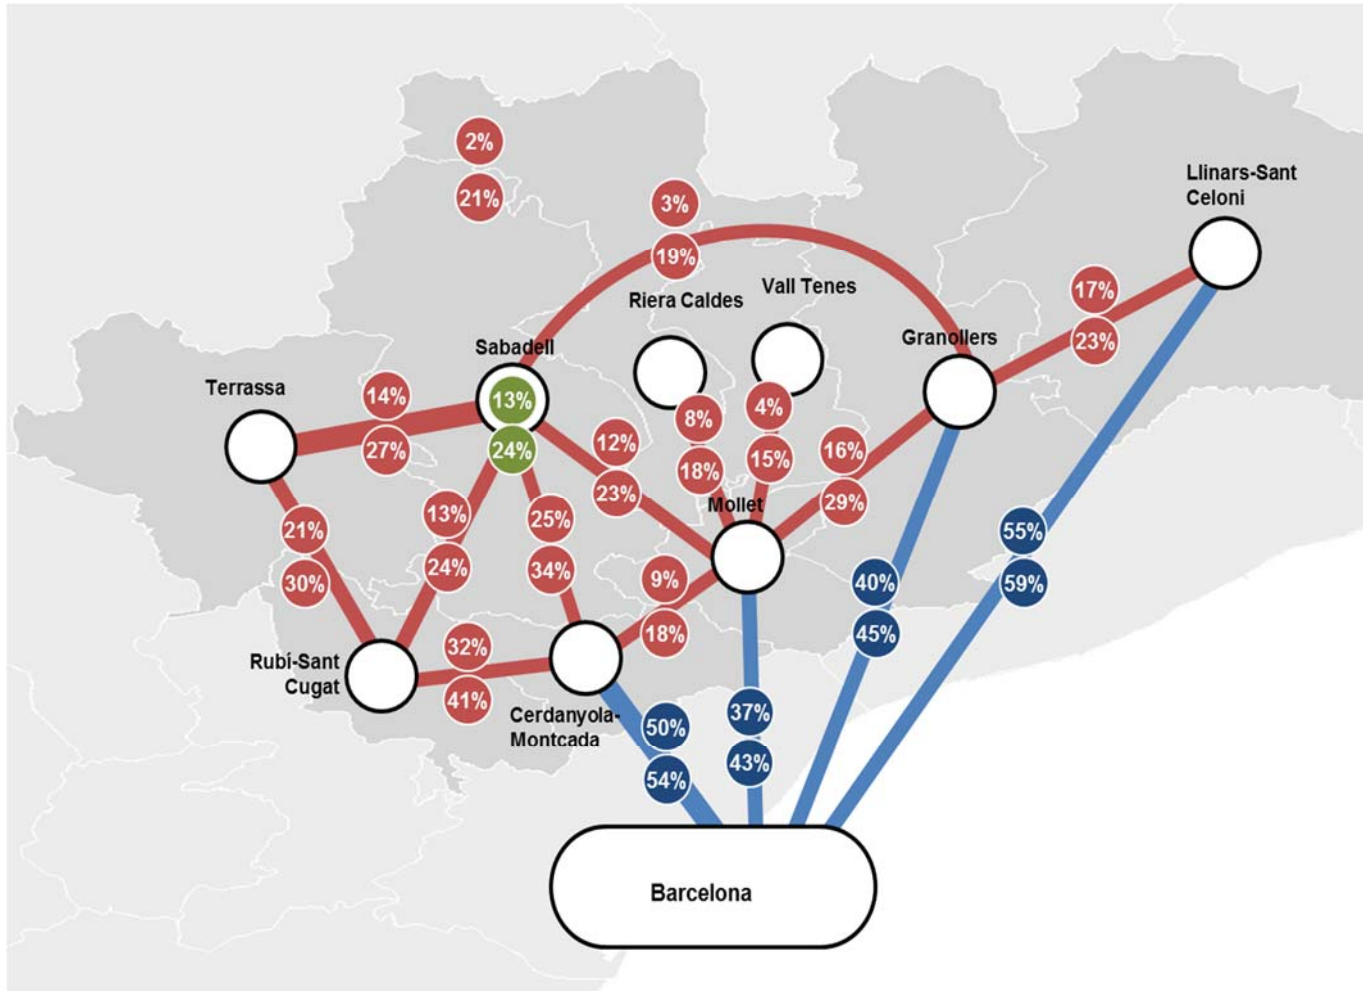 2%
21%
3%
19%
Llinars-Sant
Celoni
Riera Caldes
Vall Tenes
17%
23%
Granollers
Sabadell
Terrassa
14%
27%
13%
24%
12%
23%
8%
18%
4%
15%
16%
29%
Mollet
21%
30%
13%
24%
25%
34%
9%
18%
55%
59%
40%
45%
32%
41%
Rubí-Sant
Cugat
Cerdanyola-
Montcada
50%
54%
37%
43%
Barcelona